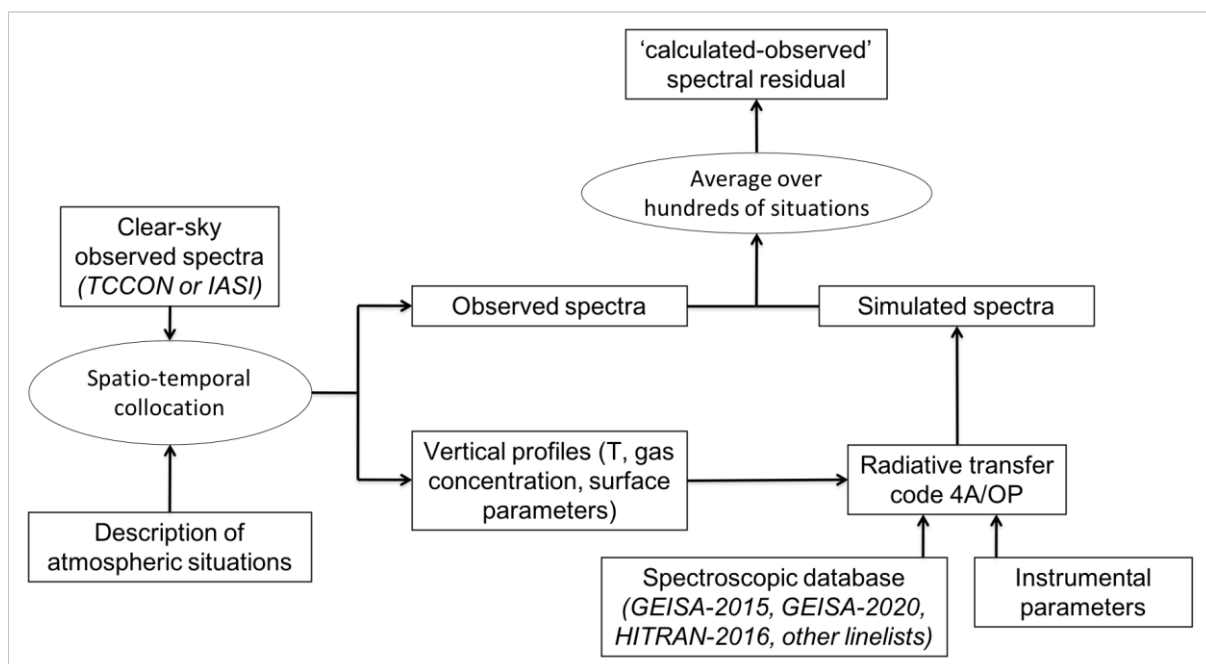 ‘calculated-observed’
spectral residual
Average over
hundreds of situations
Clear-sky
observed spectra
(TCCON or IASI)
Observed spectra
Simulated spectra
Spatio-temporal
collocation
Vertical profiles (T, gas
concentration, surface
parameters)
Radiative transfer
code 4A/OP
Description of
atmospheric situations
Spectroscopic database
(GEISA-2015, GEISA-2020,
HITRAN-2016, other linelists)
Instrumental
parameters